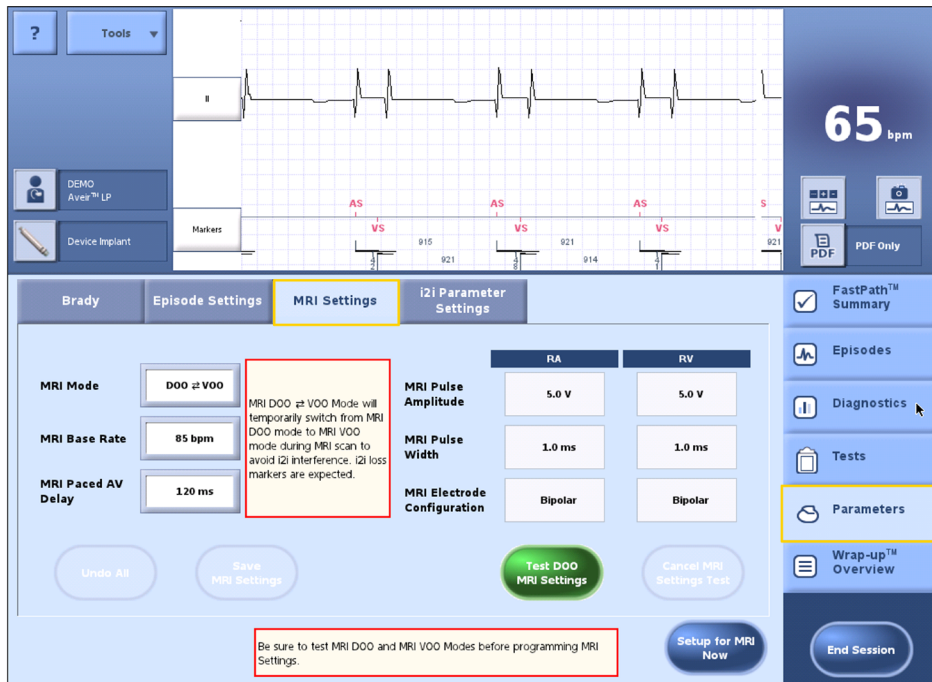 ?
Tools
II
65 bpm
DEMO
Aveir™ LP
Device Implant
Markers
AS AS AS S
VS VS VS V
915 921 921
921 914
PDF
PDF Only
Brady
Episode Settings
MRI Settings
i2i Parameter
Settings
MRI Mode
DOO ⇄ VOO
MRI Base Rate
85 bpm
MRI Paced AV
Delay
120 ms
MRI DOO ⇄ VOO Mode will
temporarily switch from MRI
DOO mode to MRI VOO
mode during MRI scan to
avoid i2i interference. i2i loss
markers are expected.
RA RV
MRI Pulse
Amplitude
5.0 V 5.0 V
MRI Pulse
Width
1.0 ms 1.0 ms
MRI Electrode
Configuration
Bipolar Bipolar
Undo All
Save
MRI Settings
Test DOO
MRI Settings
Cancel MRI
Settings Test
Be sure to test MRI DOO and MRI VOO Modes before programming MRI
Settings.
Setup for MRI
Now
FastPath™
Summary
Episodes
Diagnostics
Tests
Parameters
Wrap-up™
Overview
End Session